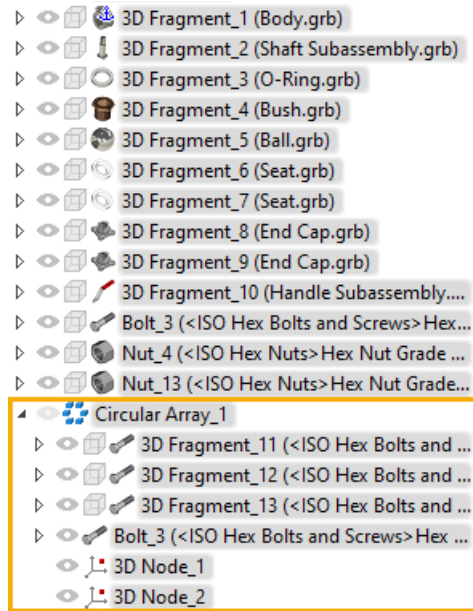 3D Fragment_1 (Body.grb)
3D Fragment_2 (Shaft Subassembly.grb)
3D Fragment_3 (O-Ring.grb)
3D Fragment_4 (Bush.grb)
3D Fragment_5 (Ball.grb)
3D Fragment_6 (Seat.grb)
3D Fragment_7 (Seat.grb)
3D Fragment_8 (End Cap.grb)
3D Fragment_9 (End Cap.grb)
3D Fragment_10 (Handle Subassembly....
Bolt_3 (<ISO Hex Bolts and Screws>Hex...
Nut_4 (<ISO Hex Nuts>Hex Nut Grade ...
Nut_13 (<ISO Hex Nuts>Hex Nut Grade...
Circular Array_1
3D Fragment_11 (<ISO Hex Bolts and ...
3D Fragment_12 (<ISO Hex Bolts and ...
3D Fragment_13 (<ISO Hex Bolts and ...
Bolt_3 (<ISO Hex Bolts and Screws>Hex ...
3D Node_1
3D Node_2